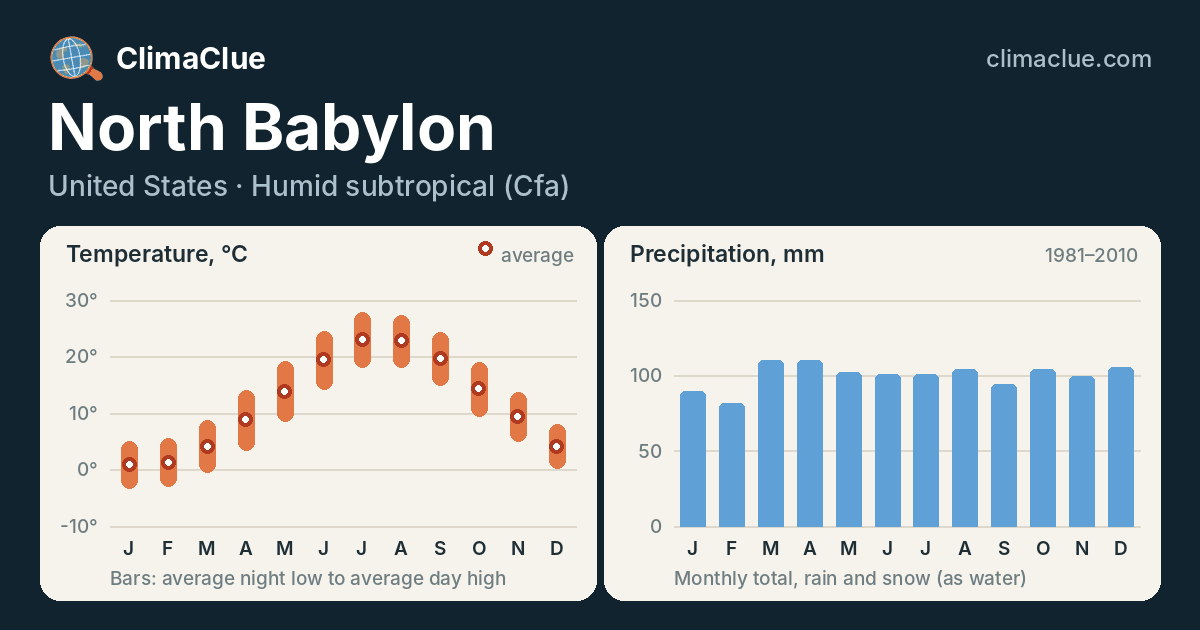 ClimaClue
climaclue.com
North Babylon
United States · Humid subtropical (Cfa)
Temperature, °C
average
30°
20°
10°
0°
-10°
J F M A M J J A S O N D
Bars: average night low to average day high
Precipitation, mm
1981–2010
150
100
50
0
J F M A M J J A S O N D
Monthly total, rain and snow (as water)